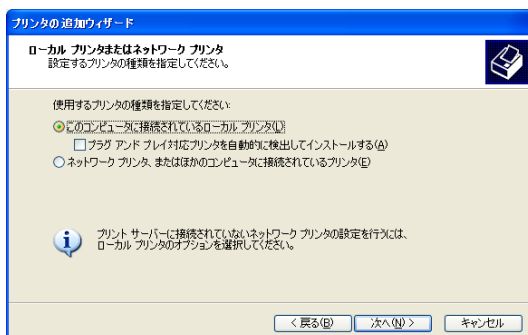 プリンタの追加ウィザード
ローカル プリンタまたはネットワーク プリンタ
設定するプリンタの種類を指定してください。
使用するプリンタの種類を指定してください:
このコンピュータに接続されているローカル プリンタ(L)
プラグ アンド プレイ対応プリンタを自動的に検出してインストールする(A)
ネットワーク プリンタ、またはほかのコンピュータに接続されているプリンタ(E)
プリント サーバーに接続されていないネットワーク プリンタの設定を行うには、
ローカル プリンタのオプションを選択してください。
< 戻る(B) 次へ(N) > キャンセル